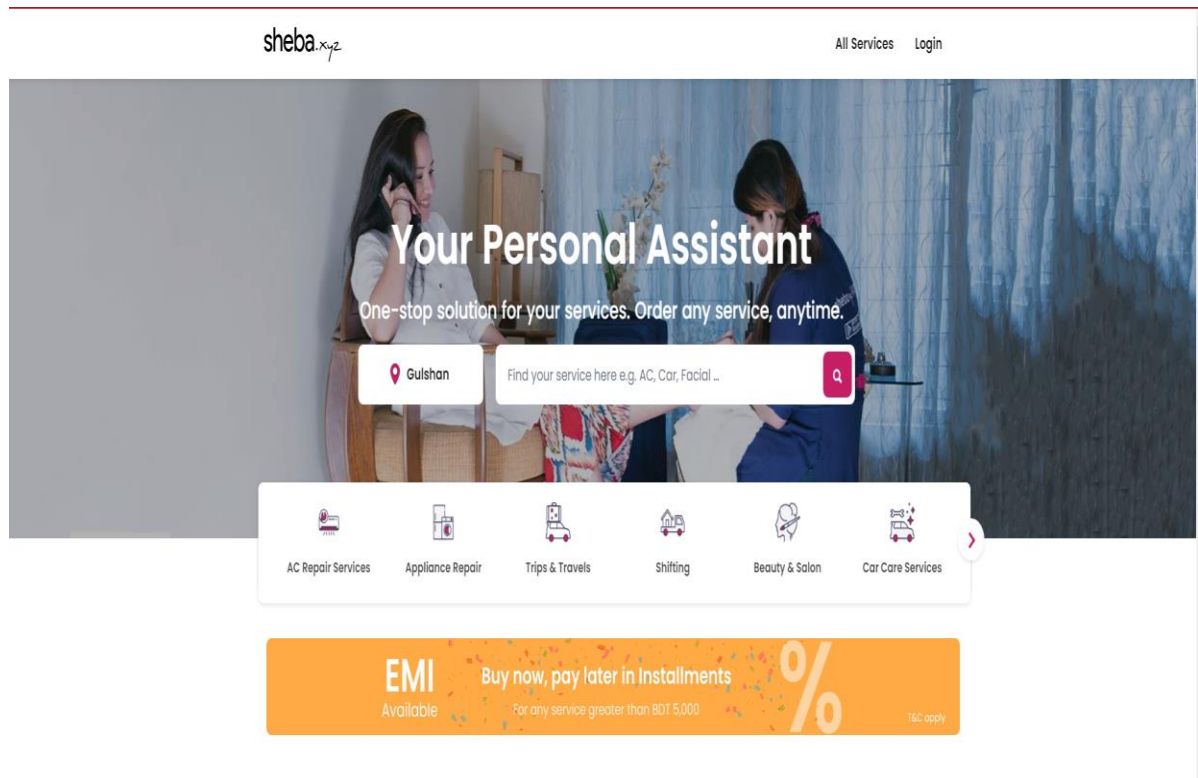 sheba.xyz
All Services Login
Your Personal Assistant
One-stop solution for your services. Order any service, anytime.
Gulshan
Find your service here e.g. AC, Car, Facial ...
AC Repair Services
Appliance Repair
Trips & Travels
Shifting
Beauty & Salon
Car Care Services
EMI
Available
Buy now, pay later in Installments
For any service greater than BDT 5,000
%
T&C apply